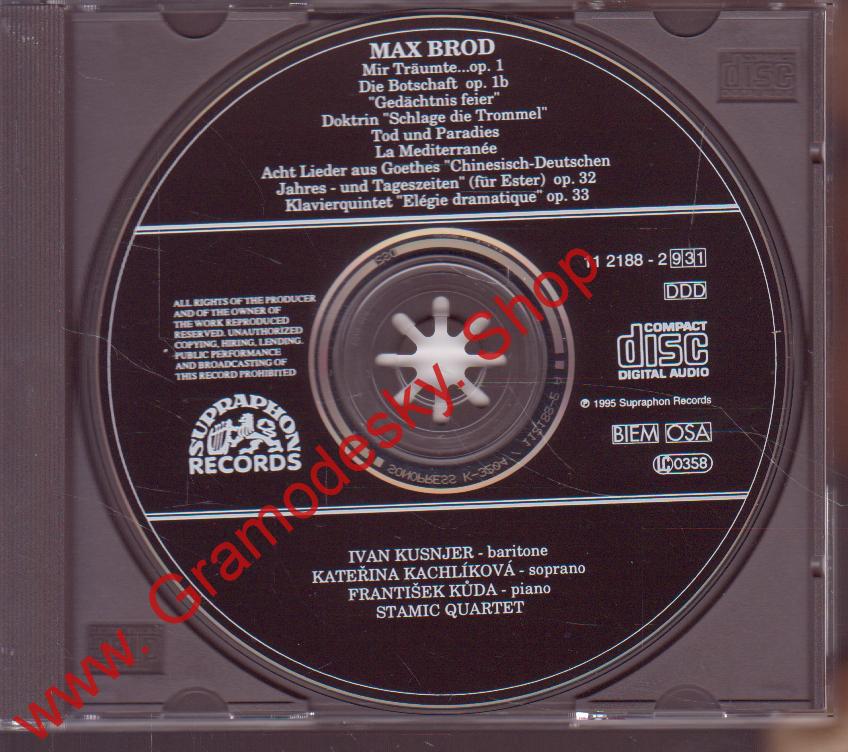 MAX BROD
Mir Träumte...op. 1
Die Botschaft op. 1b
"Gedächtnis feier"
Doktrin "Schlage die Trommel"
Tod und Paradies
La Mediterranée
Acht Lieder aus Goethes "Chinesisch-Deutschen
Jahres - und Tageszeiten" (für Ester) op. 32
Klavierquintet "Elégie dramatique" op. 33
11 2188 - 2 931
DDD
ALL RIGHTS OF THE PRODUCER
AND OF THE OWNER OF
THE WORK REPRODUCED
RESERVED. UNAUTHORIZED
COPYING, HIRING, LENDING.
PUBLIC PERFORMANCE
AND BROADCASTING OF
THIS RECORD PROHIBITED
COMPACT
disc
DIGITAL AUDIO
℗ 1995 Supraphon Records
BIEM OSA
LC 0358
SUPRAPHON
RECORDS
IVAN KUSNJER - baritone
KATEŘINA KACHLÍKOVÁ - soprano
FRANTIŠEK KŮDA - piano
STAMIC QUARTET
www. Gramodesky. Shop
disc